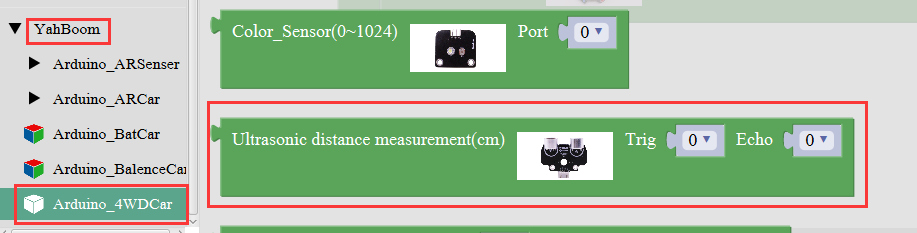 YahBoom
Arduino_ARSenser
Arduino_ARCar
Arduino_BatCar
Arduino_BalenceCar
Arduino_4WDCar
Color_Sensor(0~1024) Port 0
Ultrasonic distance measurement(cm) Trig 0 Echo 0